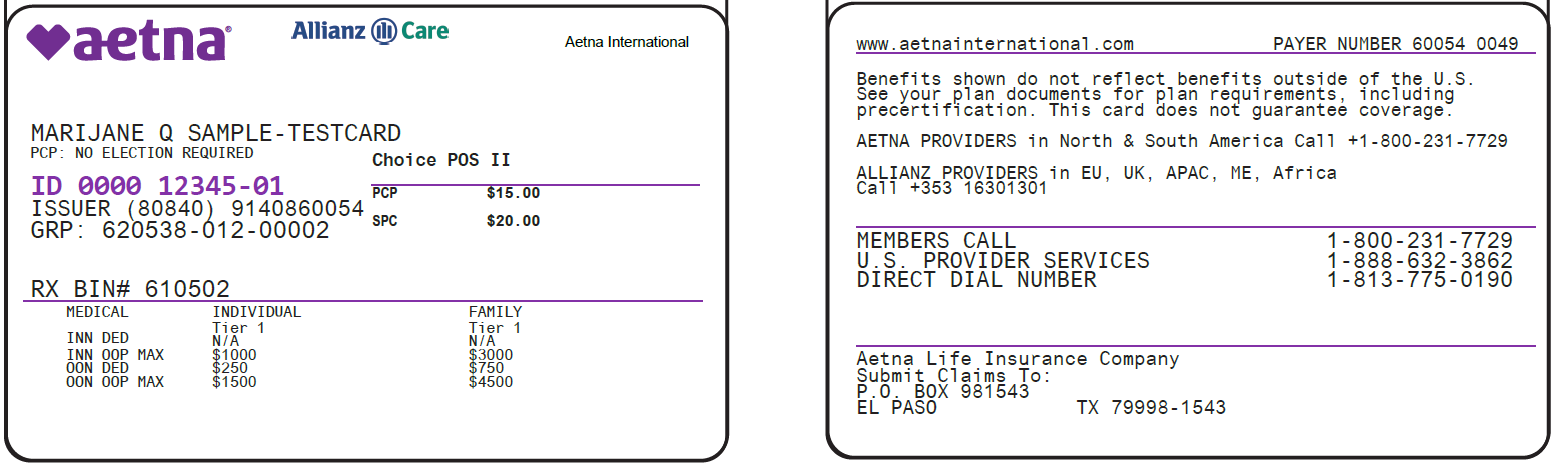 aetna®
Allianz Care
Aetna International
MARIJANE Q SAMPLE-TESTCARD
PCP: NO ELECTION REQUIRED
Choice POS II
ID 0000 12345-01
PCP $15.00
ISSUER (80840) 9140860054
SPC $20.00
GRP: 620538-012-00002
RX BIN# 610502
MEDICAL INDIVIDUAL FAMILY
Tier 1 Tier 1
INN DED N/A N/A
INN OOP MAX $1000 $3000
OON DED $250 $750
OON OOP MAX $1500 $4500
www.aetnainternational.com PAYER NUMBER 60054 0049
Benefits shown do not reflect benefits outside of the U.S.
See your plan documents for plan requirements, including
precertification. This card does not guarantee coverage.
AETNA PROVIDERS in North & South America Call +1-800-231-7729
ALLIANZ PROVIDERS in EU, UK, APAC, ME, Africa
Call +353 16301301
MEMBERS CALL 1-800-231-7729
U.S. PROVIDER SERVICES 1-888-632-3862
DIRECT DIAL NUMBER 1-813-775-0190
Aetna Life Insurance Company
Submit Claims To:
P.O. BOX 981543
EL PASO TX 79998-1543